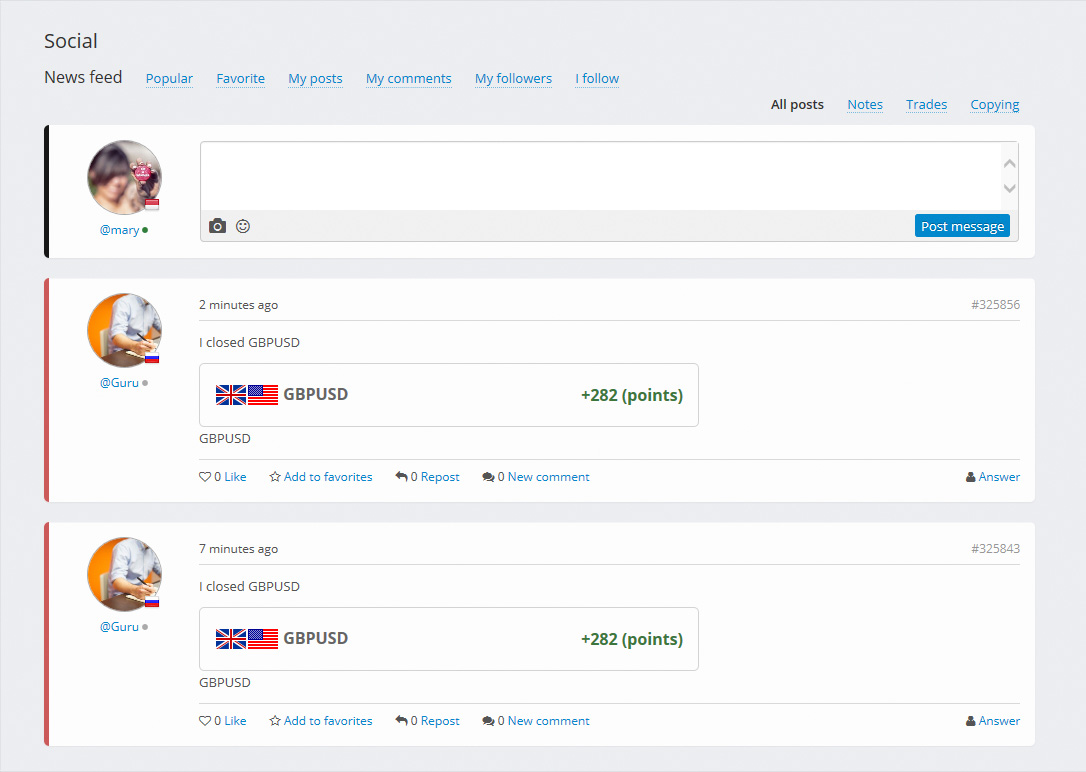 Social
News feed Popular Favorite My posts My comments My followers I follow
All posts Notes Trades Copying
@mary
Post message
2 minutes ago #325856
I closed GBPUSD
GBPUSD +282 (points)
@Guru
GBPUSD
0 Like Add to favorites 0 Repost 0 New comment Answer
7 minutes ago #325843
I closed GBPUSD
GBPUSD +282 (points)
@Guru
GBPUSD
0 Like Add to favorites 0 Repost 0 New comment Answer